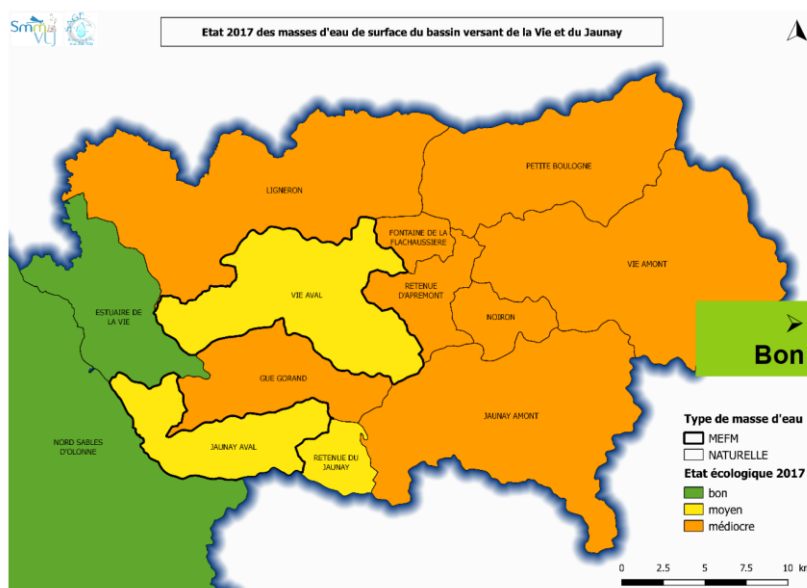 Smm
VLJ
Etat 2017 des masses d'eau de surface du bassin versant de la Vie et du Jaunay
PETITE BOULOGNE
LIGNERON
FONTAINE DE LA
FLACHAUSSIERE
VIE AMONT
RETENUE
D'APREMONT
VIE AVAL
ESTUAIRE DE
LA VIE
NOIRON
Bon
GUE GORAND
JAUNAY AMONT
NORD SABLES
D'OLONNE
JAUNAY AVAL
RETENUE DU
JAUNAY
Type de masse d'eau
MEFM
NATURELLE
Etat écologique 2017
bon
moyen
médiocre
0 2.5 5 7.5 10 km